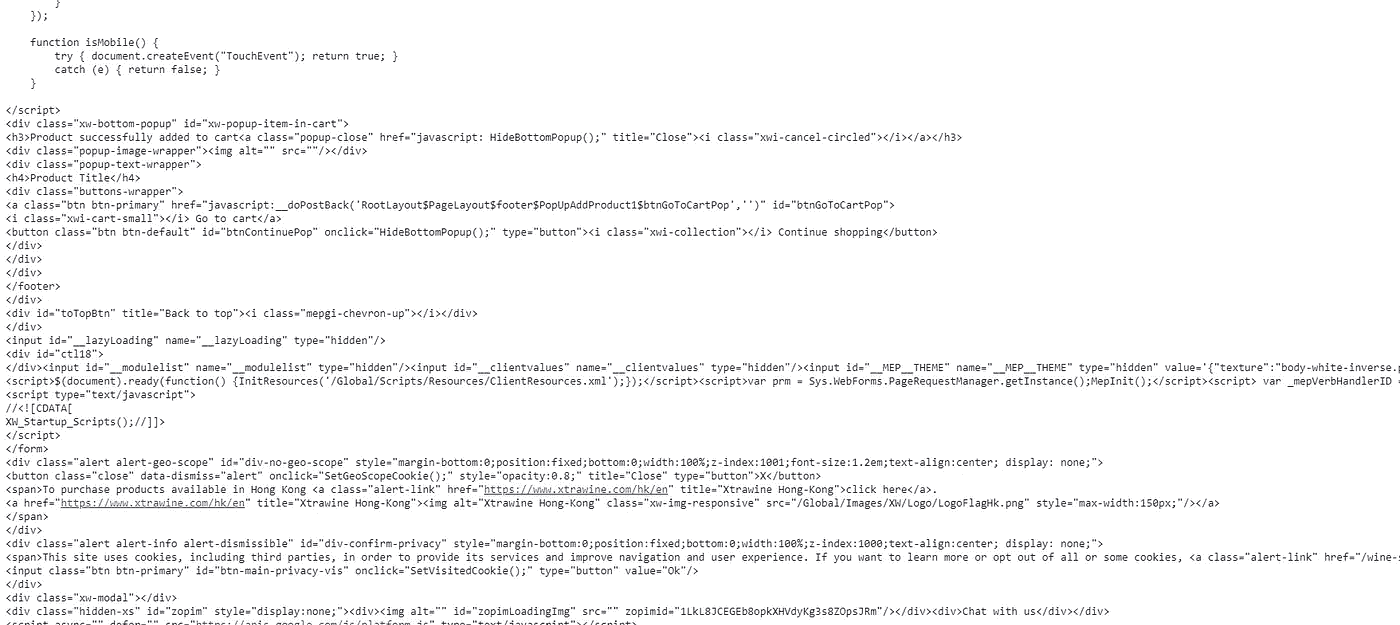 }
});
function isMobile() {
try { document.createEvent("TouchEvent"); return true; }
catch (e) { return false; }
}
</script>
<div class="xw-bottom-popup" id="xw-popup-item-in-cart">
<h3>Product successfully added to cart<a class="popup-close" href="javascript: HideBottomPopup();" title="Close"><i class="xwi-cancel-circled"></i></a></h3>
<div class="popup-image-wrapper"><img alt="" src=""/></div>
<div class="popup-text-wrapper">
<h4>Product Title</h4>
<div class="buttons-wrapper">
<a class="btn btn-primary" href="javascript:__doPostBack('RootLayout$PageLayout$footer$PopUpAddProduct1$btnGoToCartPop','')" id="btnGoToCartPop">
<i class="xwi-cart-small"></i> Go to cart</a>
<button class="btn btn-default" id="btnContinuePop" onclick="HideBottomPopup();" type="button"><i class="xwi-collection"></i> Continue shopping</button>
</div>
</div>
</div>
</footer>
</div>
<div id="toTopBtn" title="Back to top"><i class="mepgi-chevron-up"></i></div>
</div>
<input id="__lazyLoading" name="__lazyLoading" type="hidden"/>
<div id="ctl18">
</div><input id="__modulelist" name="__modulelist" type="hidden"/><input id="__clientvalues" name="__clientvalues" type="hidden"/><input id="__MEP__THEME" name="__MEP__THEME" type="hidden" value='{"texture":"body-white-inverse.p
<script>$(document).ready(function() {InitResources('/Global/Scripts/Resources/ClientResources.xml');});</script><script>var prm = Sys.WebForms.PageRequestManager.getInstance();MepInit();</script><script> var _mepVerbHandlerID =
<script type="text/javascript">
//<![CDATA[
XW_Startup_Scripts();//]]>
</script>
</form>
<div class="alert alert-geo-scope" id="div-no-geo-scope" style="margin-bottom:0;position:fixed;bottom:0;width:100%;z-index:1001;font-size:1.2em;text-align:center; display: none;">
<button class="close" data-dismiss="alert" onclick="SetGeoScopeCookie();" style="opacity:0.8;" title="Close" type="button">X</button>
<span>To purchase products available in Hong Kong <a class="alert-link" href="https://www.xtrawine.com/hk/en" title="Xtrawine Hong-Kong">click here</a>.
<a href="https://www.xtrawine.com/hk/en" title="Xtrawine Hong-Kong"><img alt="Xtrawine Hong-Kong" class="xw-img-responsive" src="/Global/Images/XW/Logo/LogoFlagHk.png" style="max-width:150px;"/></a>
</span>
</div>
<div class="alert alert-info alert-dismissible" id="div-confirm-privacy" style="margin-bottom:0;position:fixed;bottom:0;width:100%;z-index:1000;text-align:center; display: none;">
<span>This site uses cookies, including third parties, in order to provide its services and improve navigation and user experience. If you want to learn more or opt out of all or some cookies, <a class="alert-link" href="/wine-s
<input class="btn btn-primary" id="btn-main-privacy-vis" onclick="SetVisitedCookie();" type="button" value="Ok"/>
</div>
<div class="xw-modal"></div>
<div class="hidden-xs" id="zopim" style="display:none;"><div><img alt="" id="zopimLoadingImg" src="" zopimid="1LkL8JCEGEb8opkXHVdyKg3s8ZOpsJRm"/></div><div>Chat with us</div></div>
<script async="" defer="" src="https://apis.google.com/js/platform.js" type="text/javascript"></script>